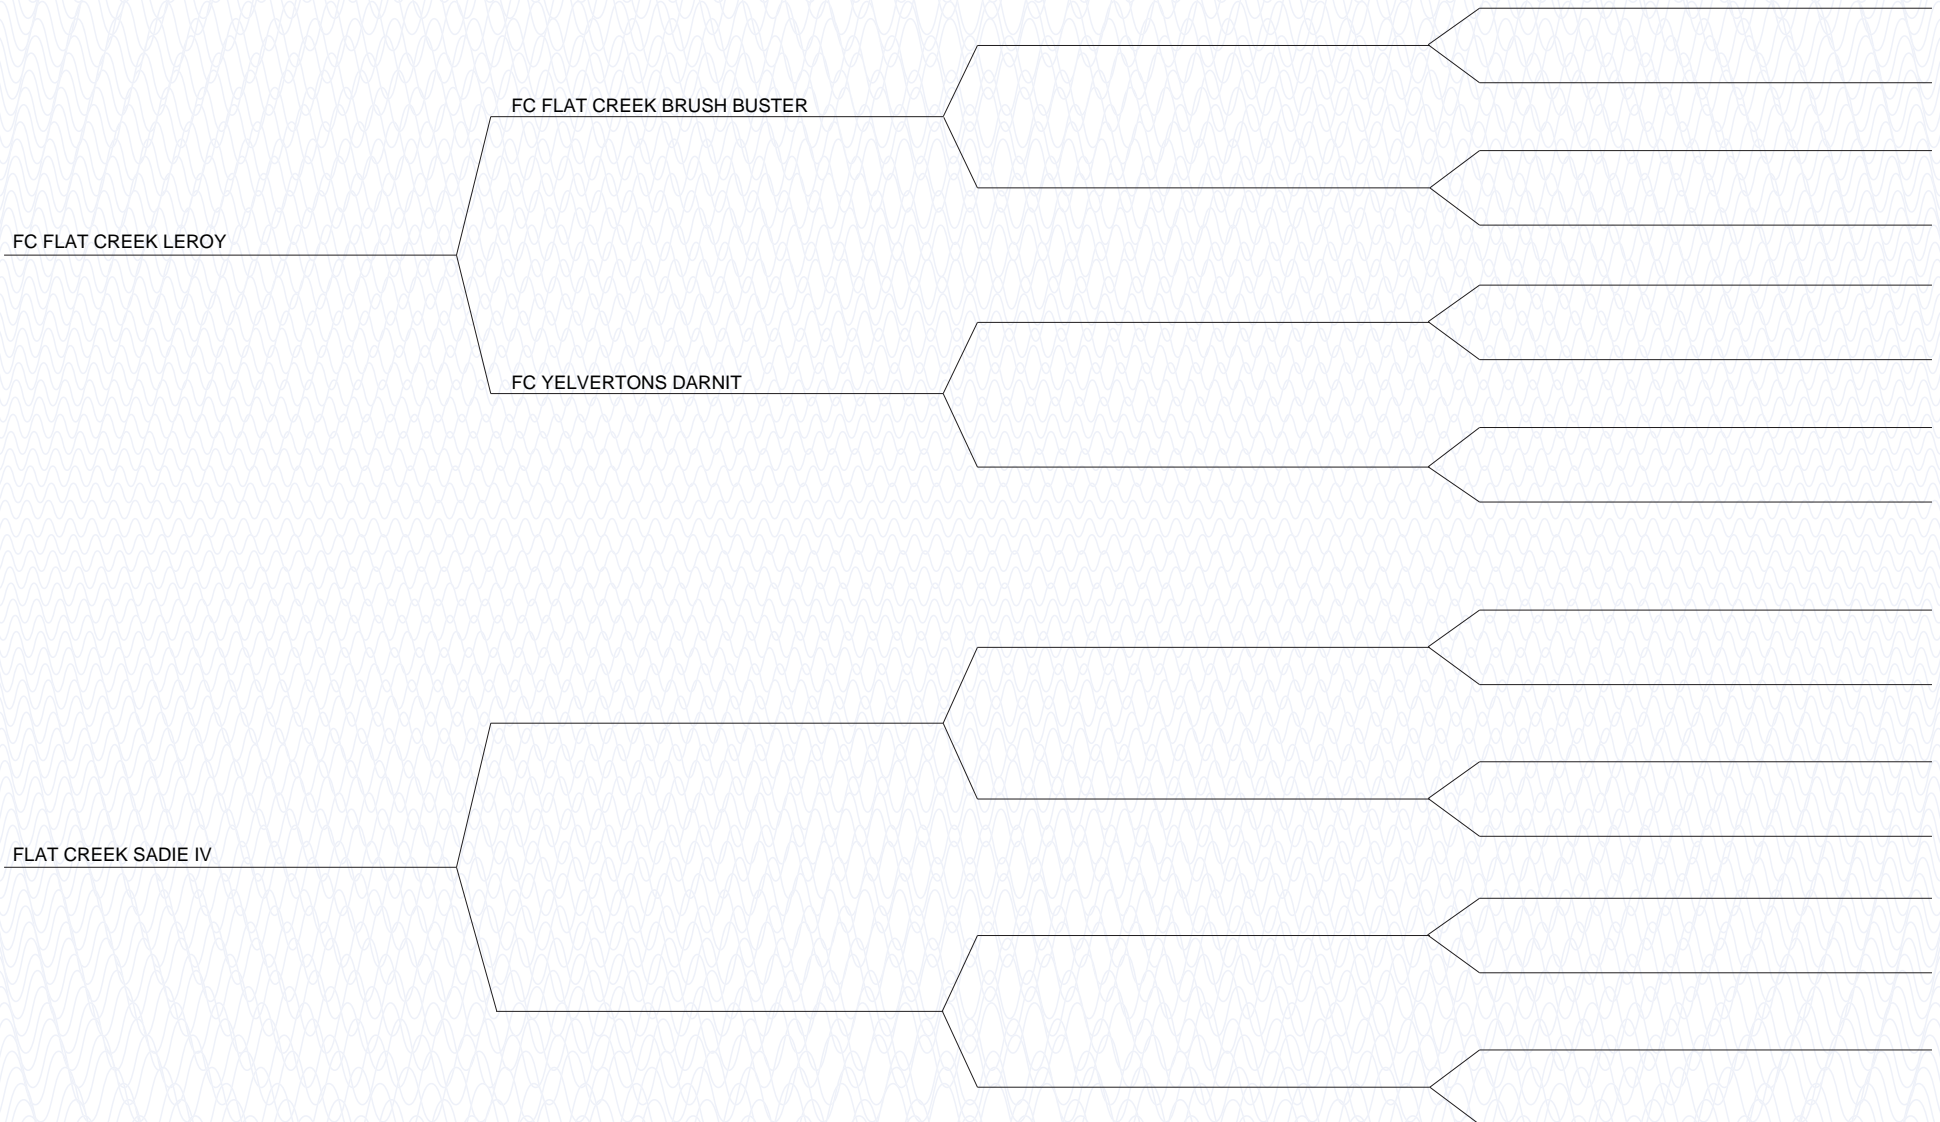 FC FLAT CREEK BRUSH BUSTER
FC FLAT CREEK LEROY
FC YELVERTONS DARNIT
FLAT CREEK SADIE IV